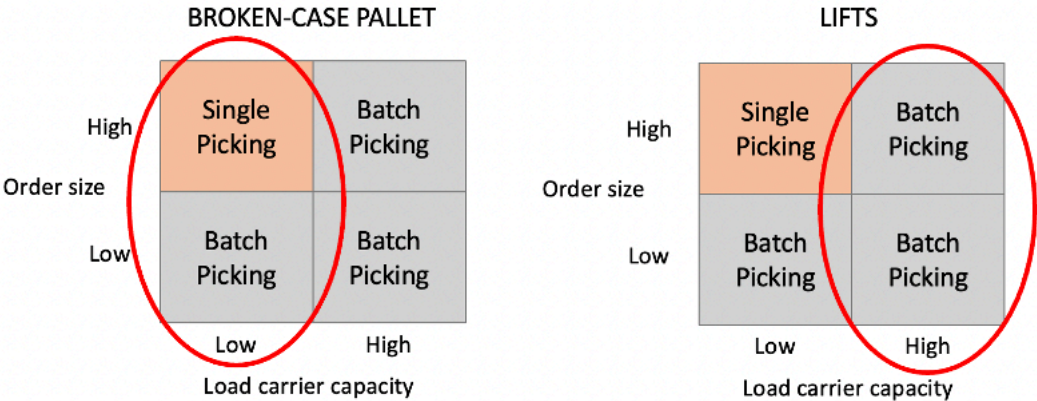 BROKEN-CASE PALLET
High
Order size
Low
Single
Picking
Batch
Picking
Batch
Picking
Batch
Picking
Low
High
Load carrier capacity
LIFTS
High
Order size
Low
Single
Picking
Batch
Picking
Batch
Picking
Batch
Picking
Low
High
Load carrier capacity